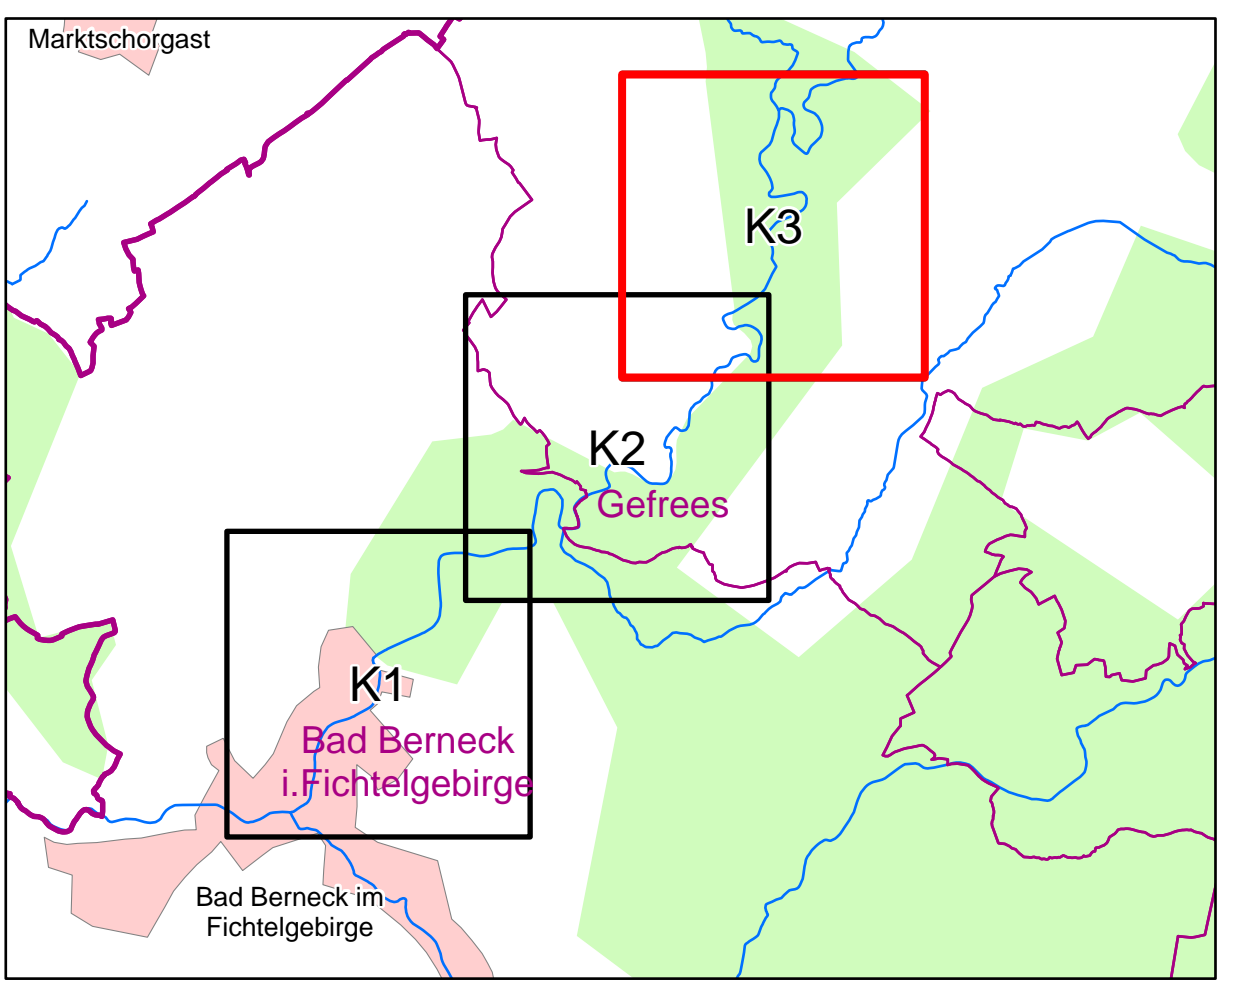 Marktschorgast
K3
K2
Gefrees
K1
Bad Berneck
i.Fichtelgebirge
Bad Berneck im
Fichtelgebirge